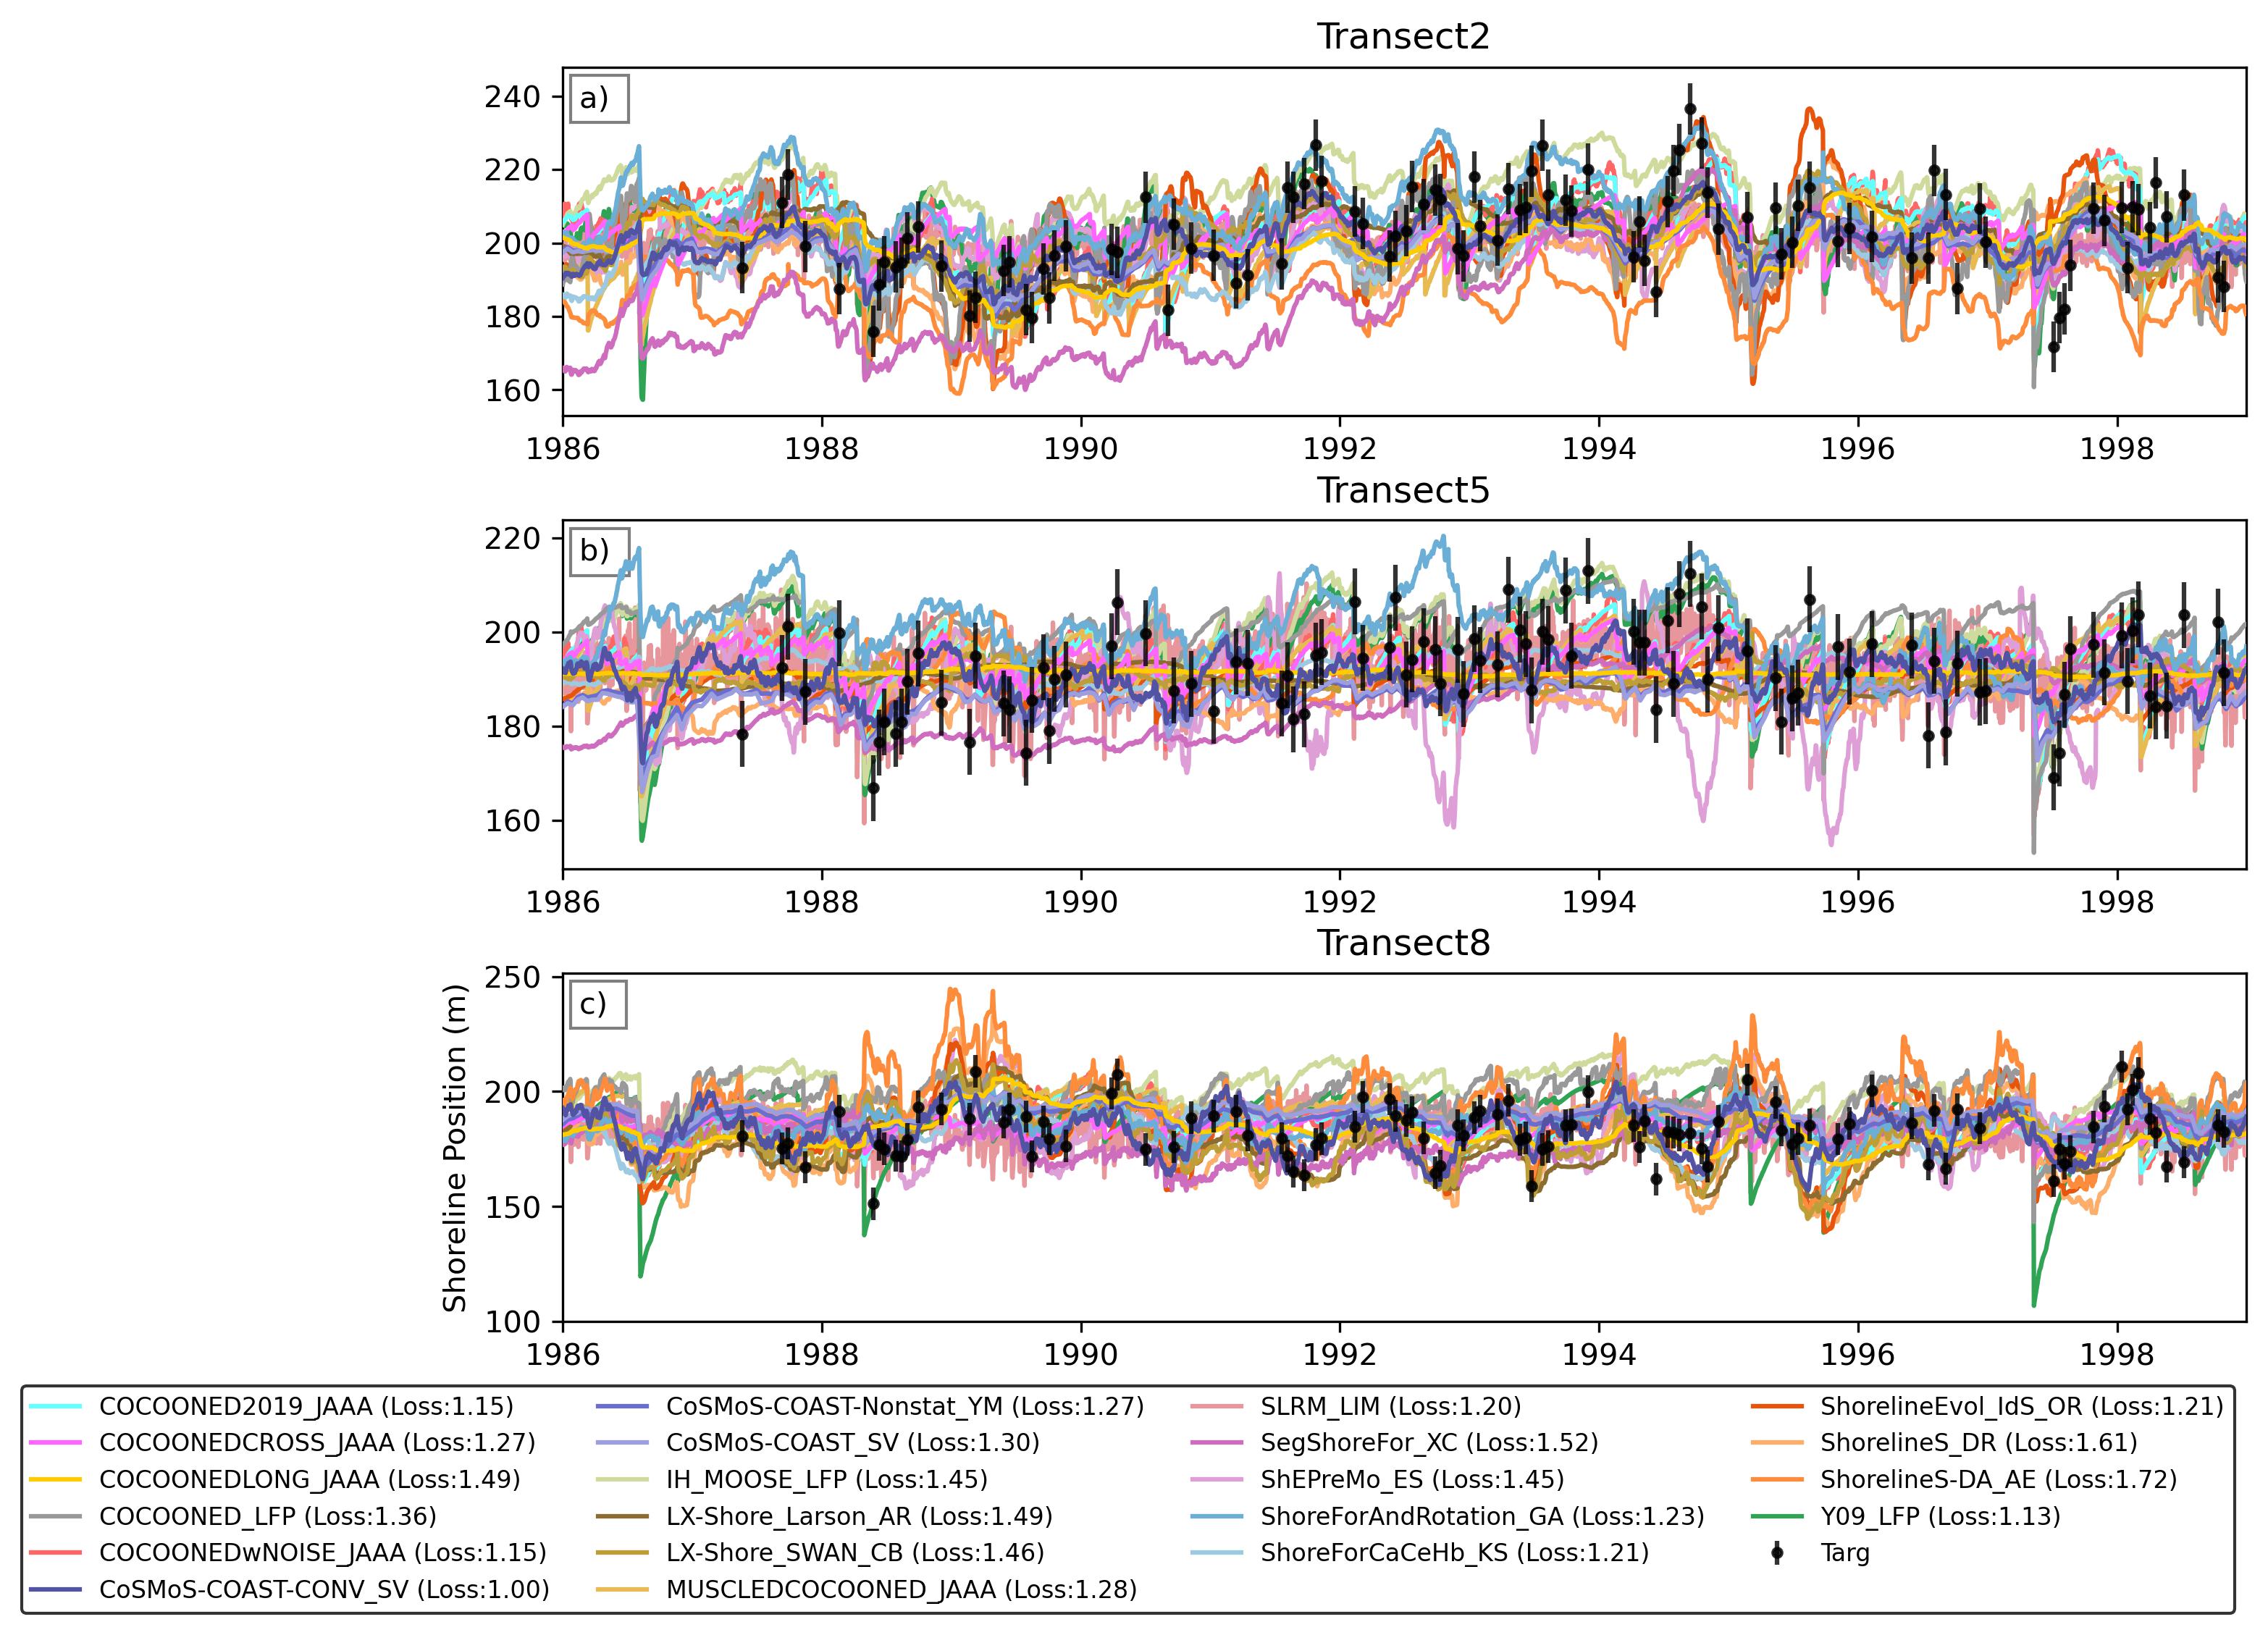 Transect2
a)
240
220
200
180
160
1986 1988 1990 1992 1994 1996 1998
Transect5
b)
220
200
180
160
1986 1988 1990 1992 1994 1996 1998
Transect8
c)
Shoreline Position (m)
250
200
150
100
1986 1988 1990 1992 1994 1996 1998
COCOONED2019_JAAA (Loss:1.15)
COCOONEDCROSS_JAAA (Loss:1.27)
COCOONEDLONG_JAAA (Loss:1.49)
COCOONED_LFP (Loss:1.36)
COCOONEDwNOISE_JAAA (Loss:1.15)
CoSMoS-COAST-CONV_SV (Loss:1.00)
CoSMoS-COAST-Nonstat_YM (Loss:1.27)
CoSMoS-COAST_SV (Loss:1.30)
IH_MOOSE_LFP (Loss:1.45)
LX-Shore_Larson_AR (Loss:1.49)
LX-Shore_SWAN_CB (Loss:1.46)
MUSCLEDCOCOONED_JAAA (Loss:1.28)
SLRM_LIM (Loss:1.20)
SegShoreFor_XC (Loss:1.52)
ShEPreMo_ES (Loss:1.45)
ShoreForAndRotation_GA (Loss:1.23)
ShoreForCaCeHb_KS (Loss:1.21)
ShorelineEvol_IdS_OR (Loss:1.21)
ShorelineS_DR (Loss:1.61)
ShorelineS-DA_AE (Loss:1.72)
Y09_LFP (Loss:1.13)
Targ